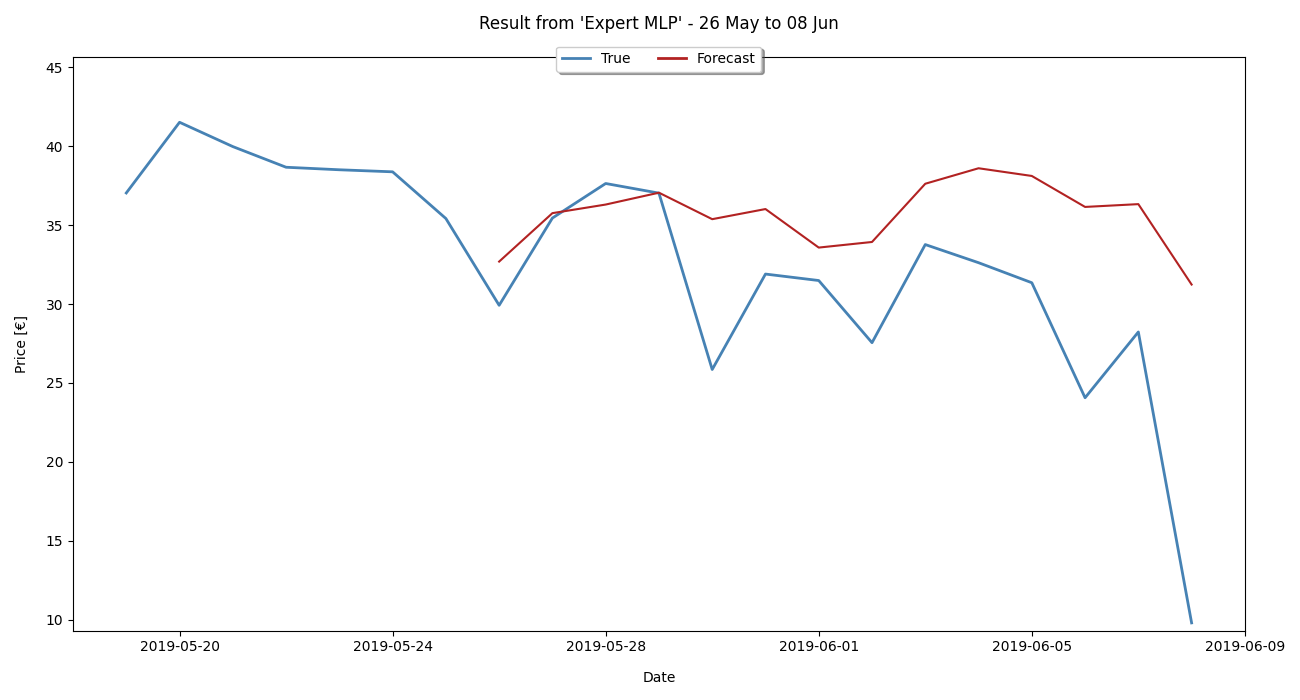 Result from 'Expert MLP' - 26 May to 08 Jun
True Forecast
45
40
35
30
25
20
15
10
Price [€]
2019-05-20 2019-05-24 2019-05-28 2019-06-01 2019-06-05 2019-06-09
Date